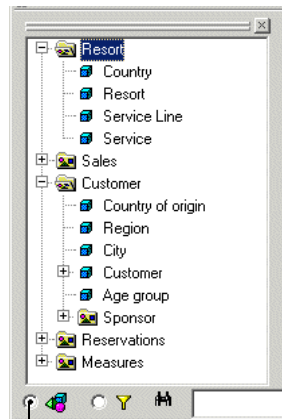 Resort
Country
Resort
Service Line
Service
Sales
Customer
Country of origin
Region
City
Customer
Age group
Sponsor
Reservations
Measures